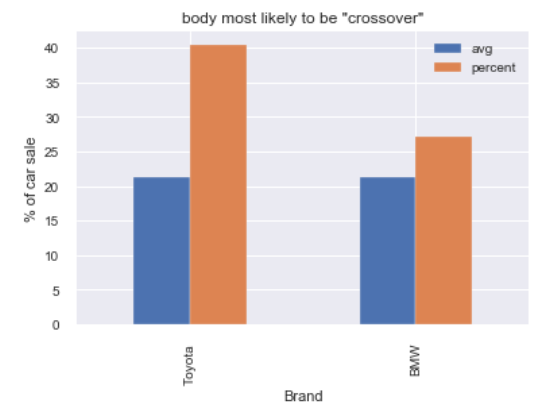 body most likely to be "crossover"
avg
percent
% of car sale
40
35
30
25
20
15
10
5
0
Toyota
BMW
Brand